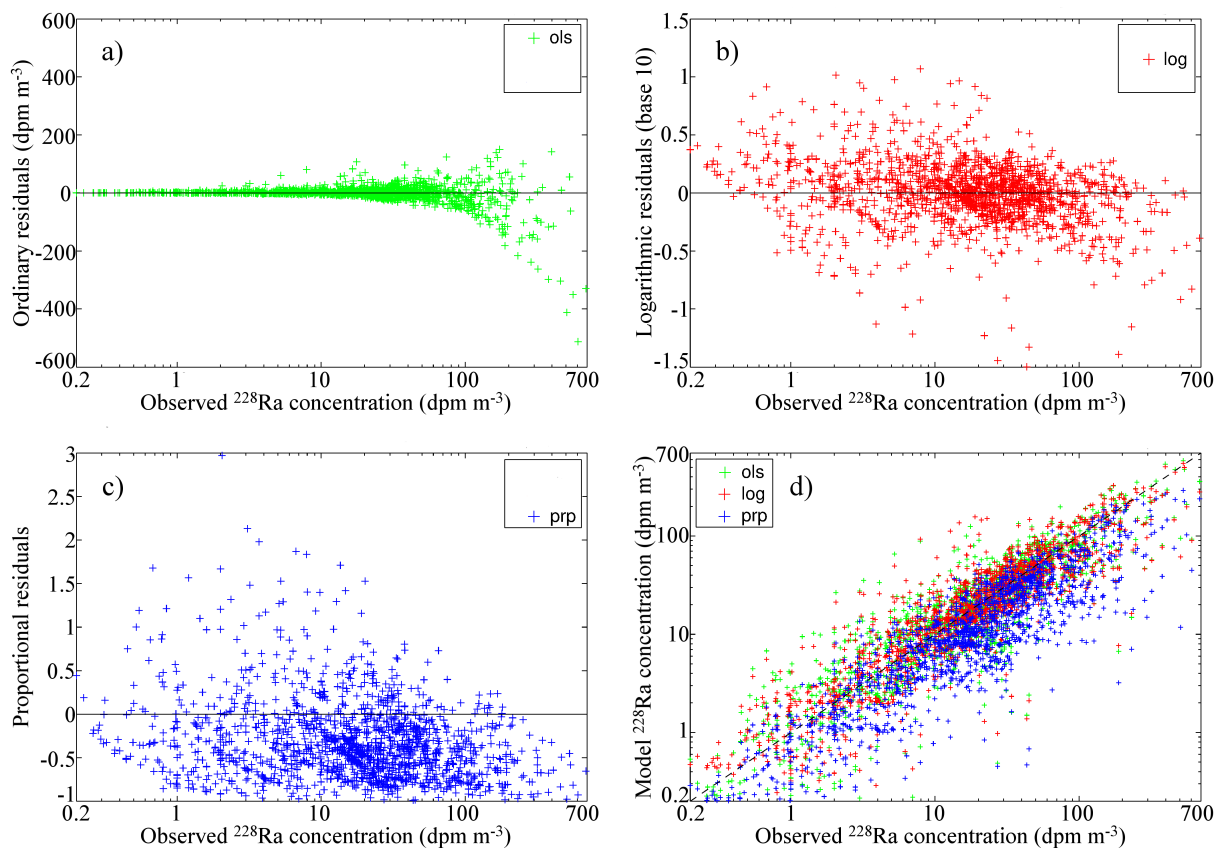 600
400
200
0
-200
-400
-600
0.2 1 10 100 700
Observed ²²⁸Ra concentration (dpm m⁻³)
Ordinary residuals (dpm m⁻³)
a)
ols
1.5
1
0.5
0
-0.5
-1
-1.5
0.2 1 10 100 700
Observed ²²⁸Ra concentration (dpm m⁻³)
Logarithmic residuals (base 10)
b)
log
3
2.5
2
1.5
1
0.5
0
-0.5
-1
0.2 1 10 100 700
Observed ²²⁸Ra concentration (dpm m⁻³)
Proportional residuals
c)
prp
700
100
10
1
0.2
0.2 1 10 100 700
Observed ²²⁸Ra concentration (dpm m⁻³)
Model ²²⁸Ra concentration (dpm m⁻³)
d)
ols
log
prp